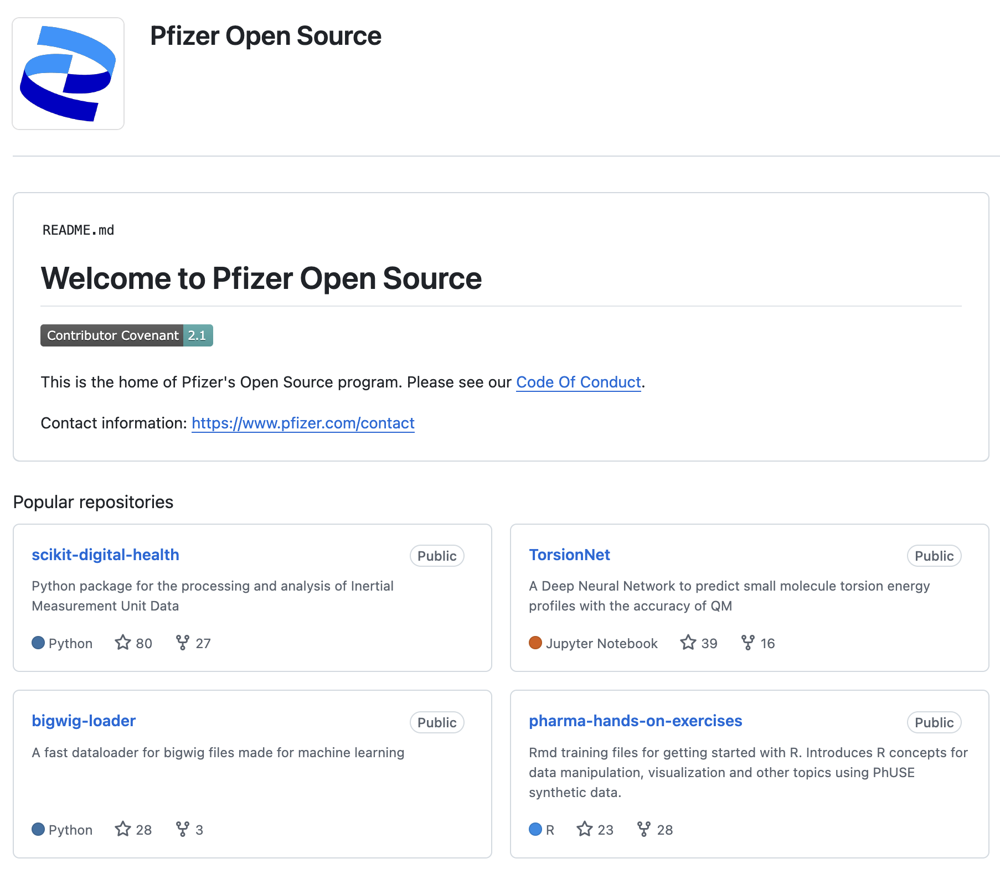 Pfizer Open Source
README.md
Welcome to Pfizer Open Source
Contributor Covenant 2.1
This is the home of Pfizer's Open Source program. Please see our Code Of Conduct.
Contact information: https://www.pfizer.com/contact
Popular repositories
scikit-digital-health Public
Python package for the processing and analysis of Inertial
Measurement Unit Data
Python 80 27
TorsionNet Public
A Deep Neural Network to predict small molecule torsion energy
profiles with the accuracy of QM
Jupyter Notebook 39 16
bigwig-loader Public
A fast dataloader for bigwig files made for machine learning
Python 28 3
pharma-hands-on-exercises Public
Rmd training files for getting started with R. Introduces R concepts for
data manipulation, visualization and other topics using PhUSE
synthetic data.
R 23 28